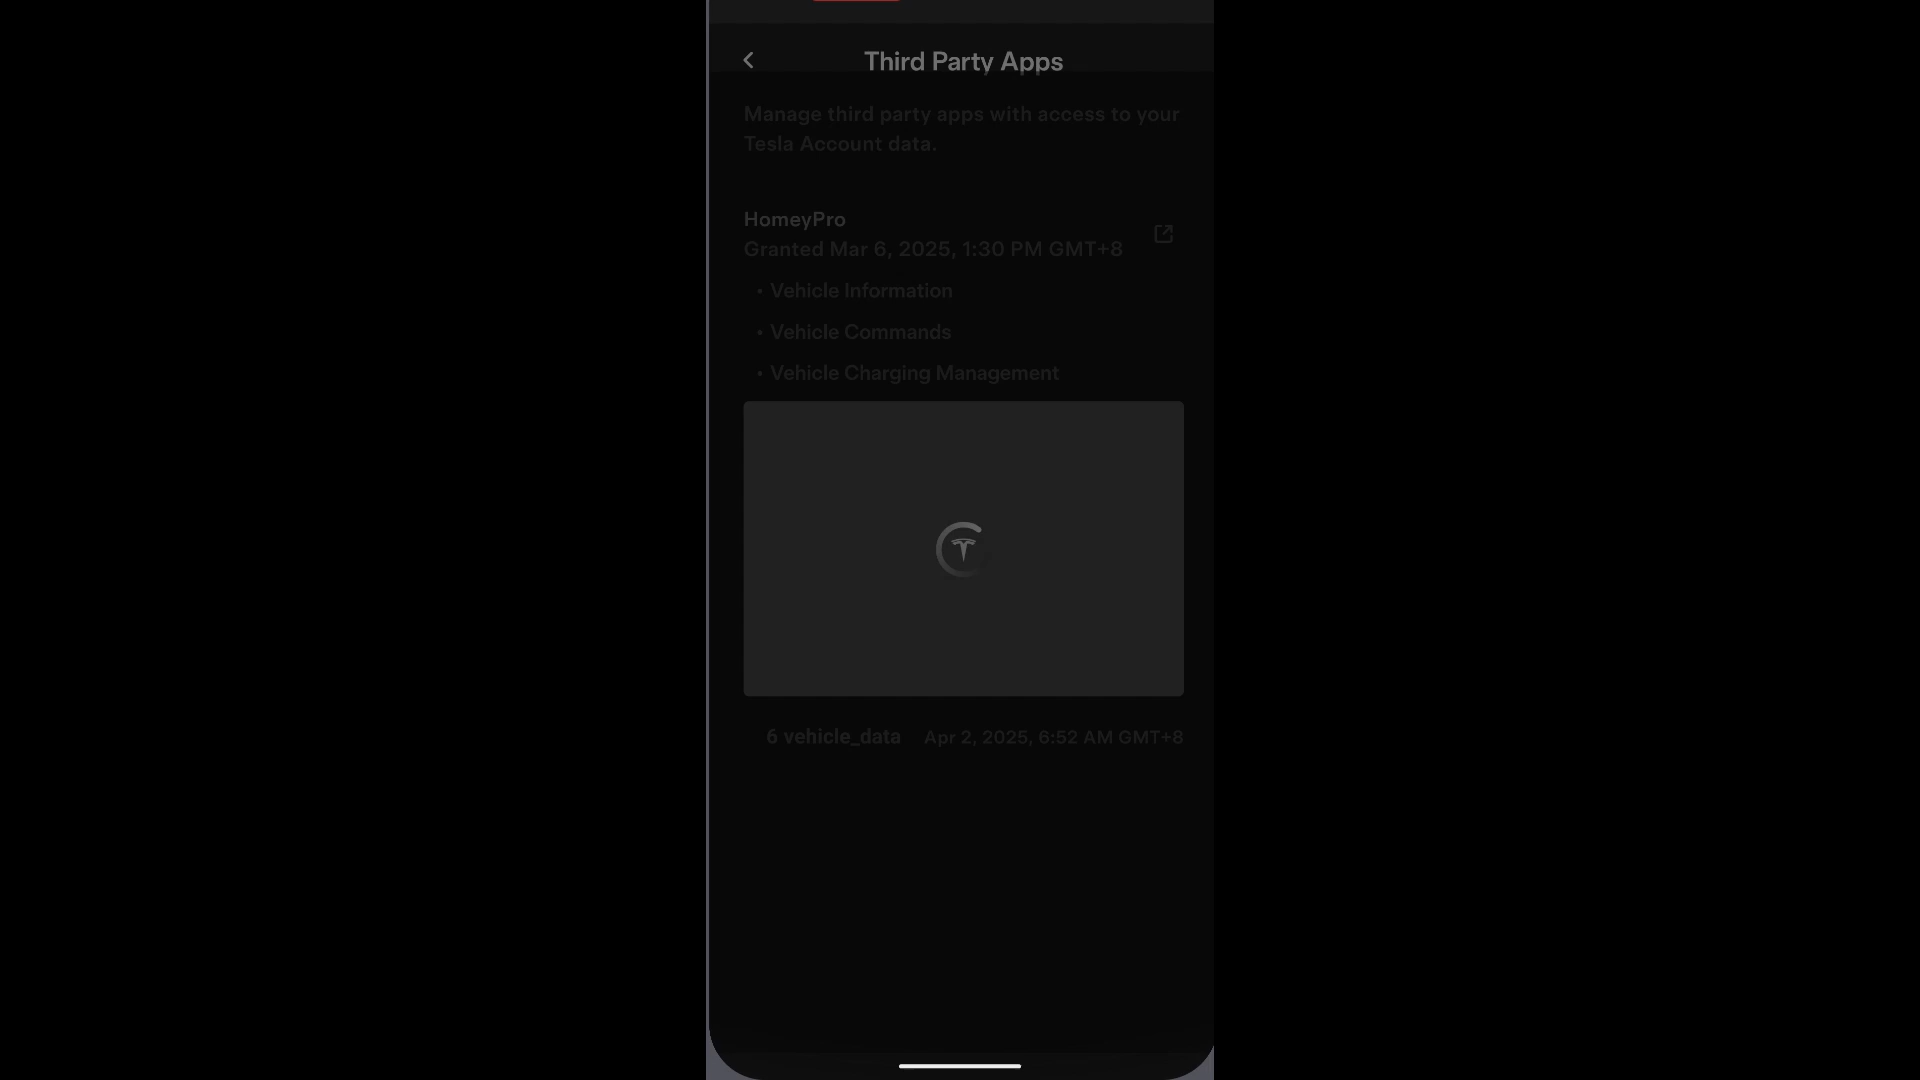 Third Party Apps
Manage third party apps with access to your
Tesla Account data.
HomeyPro
Granted Mar 6, 2025, 1:30 PM GMT+8
• Vehicle Information
• Vehicle Commands
• Vehicle Charging Management
6 vehicle_data Apr 2, 2025, 6:52 AM GMT+8